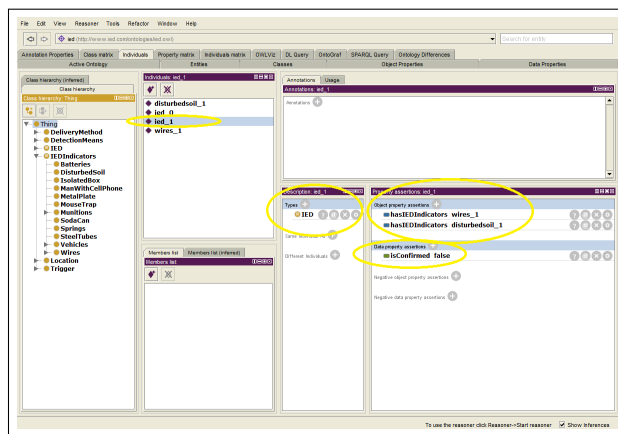 File Edit View Reasoner Tools Refactor Window Help
ied (http://www.ied.com/ontologies/ied.owl)
Search for entity
Annotation Properties Class matrix Individuals Property matrix Individuals matrix OWLViz DL Query OntoGraf SPARQL Query Ontology Differences
Active Ontology Entities Classes Object Properties Data Properties
Class hierarchy (inferred)
Class hierarchy
Class hierarchy: Thing
Thing
DeliveryMethod
DetectionMeans
IED
IEDIndicators
Batteries
DisturbedSoil
IsolatedBox
ManWithCellPhone
MetalPlate
MouseTrap
Munitions
SodaCan
Springs
SteelTubes
Vehicles
Wires
Location
Trigger
Individuals: ied_1
disturbedsoil_1
ied_0
ied_1
wires_1
Members list Members list (inferred)
Members list:
Annotations Usage
Annotations: ied_1
Annotations
Description: ied_1
Types
IED
Same Individual As
Different Individuals
Property assertions: ied_1
Object property assertions
hasIEDIndicators wires_1
hasIEDIndicators disturbedsoil_1
Data property assertions
isConfirmed false
Negative object property assertions
Negative data property assertions
To use the reasoner click Reasoner->Start reasoner Show Inferences